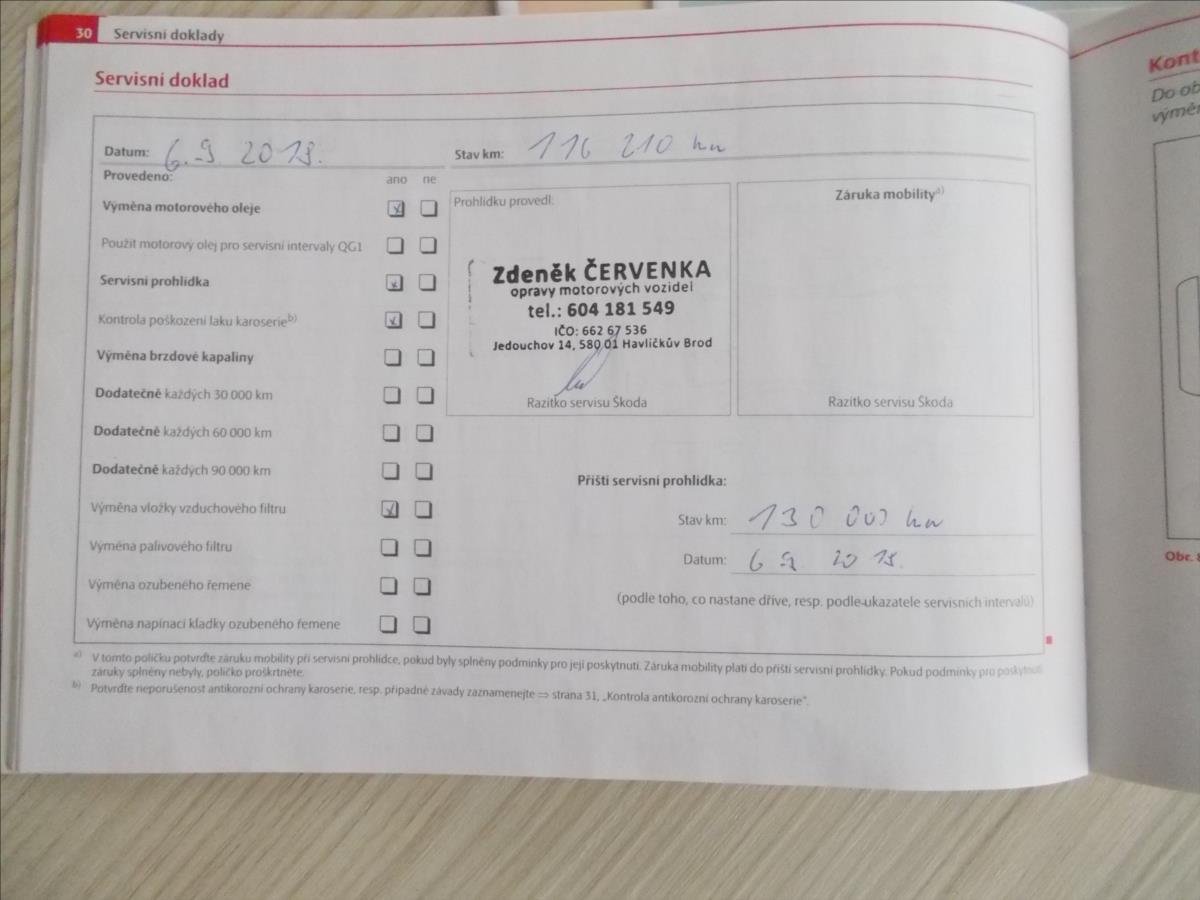 30 Servisní doklady
Servisní doklad
Datum: 6. 9 2018.
Stav km: 116 210 km
Provedeno:
ano ne
Výměna motorového oleje
Použit motorový olej pro servisní intervaly QG1
Servisní prohlídka
Kontrola poškození laku karoserie b)
Výměna brzdové kapaliny
Dodatečně každých 30 000 km
Dodatečně každých 60 000 km
Dodatečně každých 90 000 km
Výměna vložky vzduchového filtru
Výměna palivového filtru
Výměna ozubeného řemene
Výměna napínací kladky ozubeného řemene
Prohlídku provedl:
Zdeněk ČERVENKA
opravy motorových vozidel
tel.: 604 181 549
IČO: 662 67 536
Jedouchov 14, 580 01 Havlíčkův Brod
Razítko servisu Škoda
Záruka mobility a)
Razítko servisu Škoda
Příští servisní prohlídka:
Stav km: 130 000 km
Datum: 6 9 2019.
(podle toho, co nastane dříve, resp. podle ukazatele servisních intervalů)
a) V tomto políčku potvrďte záruku mobility při servisní prohlídce, pokud byly splněny podmínky pro její poskytnutí. Záruka mobility platí do příští servisní prohlídky. Pokud podmínky pro poskytnutí
záruky splněny nebyly, políčko proškrtněte.
b) Potvrďte neporušenost antikorozní ochrany karoserie, resp. případné závady zaznamenejte ⇒ strana 31, „Kontrola antikorozní ochrany karoserie“.
Kont
Do ob
výměn
Obr. 8